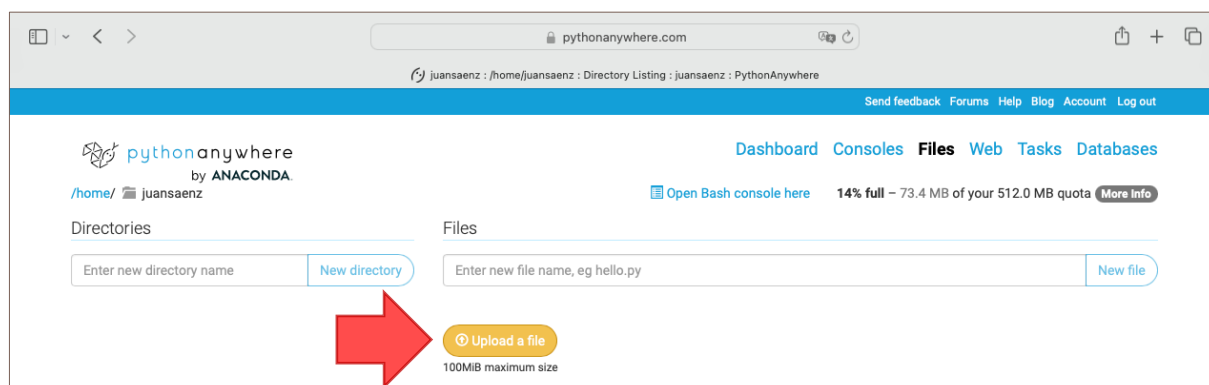 pythonanywhere.com
juansaenz : /home/juansaenz : Directory Listing : juansaenz : PythonAnywhere
Send feedback Forums Help Blog Account Log out
pythonanywhere
by ANACONDA.
Dashboard Consoles Files Web Tasks Databases
/home/ juansaenz
Open Bash console here 14% full – 73.4 MB of your 512.0 MB quota More Info
Directories Files
Enter new directory name New directory Enter new file name, eg hello.py New file
Upload a file
100MiB maximum size